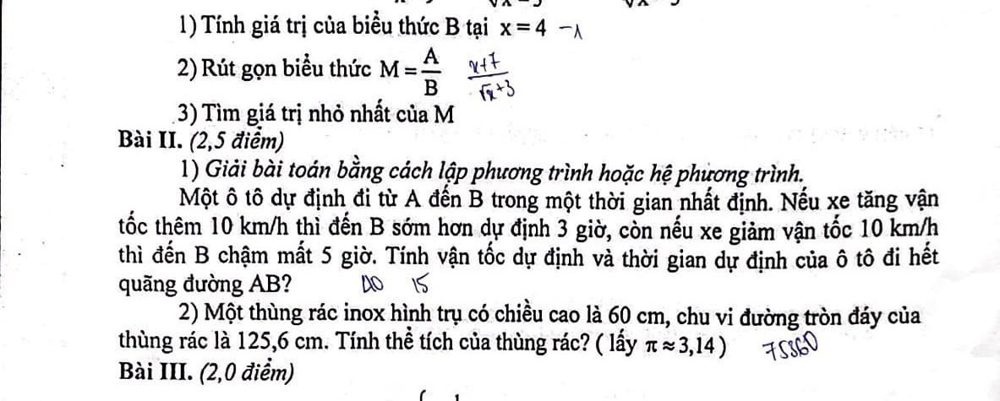 1) Tính giá trị của biểu thức B tại x = 4 -1
2) Rút gọn biểu thức M = A/B (x+7)/(√x+3)
3) Tìm giá trị nhỏ nhất của M
Bài II. (2,5 điểm)
1) Giải bài toán bằng cách lập phương trình hoặc hệ phương trình.
Một ô tô dự định đi từ A đến B trong một thời gian nhất định. Nếu xe tăng vận
tốc thêm 10 km/h thì đến B sớm hơn dự định 3 giờ, còn nếu xe giảm vận tốc 10 km/h
thì đến B chậm mất 5 giờ. Tính vận tốc dự định và thời gian dự định của ô tô đi hết
quãng đường AB? 40 15
2) Một thùng rác inox hình trụ có chiều cao là 60 cm, chu vi đường tròn đáy của
thùng rác là 125,6 cm. Tính thể tích của thùng rác? ( lấy π ≈ 3,14 ) 75360
Bài III. (2,0 điểm)